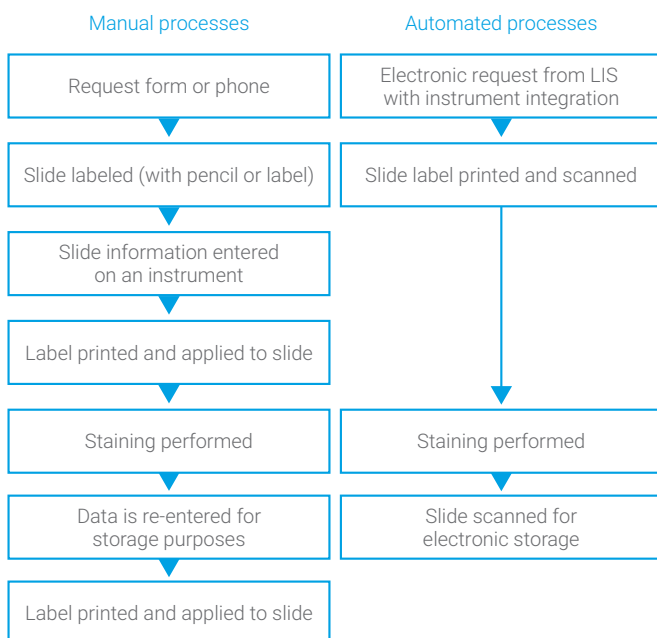 Manual processes
Request form or phone
Slide labeled (with pencil or label)
Slide information entered
on an instrument
Label printed and applied to slide
Staining performed
Data is re-entered for
storage purposes
Label printed and applied to slide
Automated processes
Electronic request from LIS
with instrument integration
Slide label printed and scanned
Staining performed
Slide scanned for
electronic storage